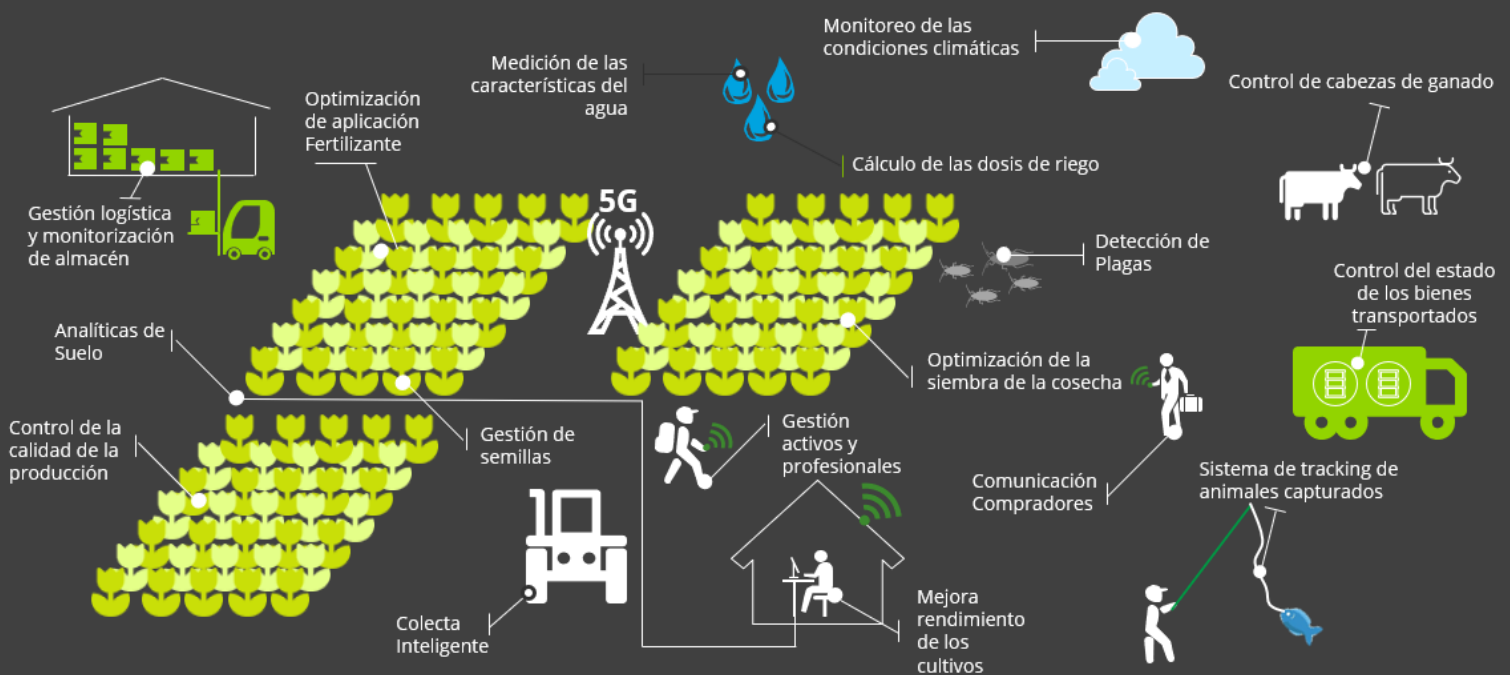 Monitoreo de las
condiciones climáticas
Medición de las
características del
agua
Control de cabezas de ganado
Optimización
de aplicación
Fertilizante
Cálculo de las dosis de riego
5G
Gestión logística
y monitorización
de almacén
Detección de
Plagas
Control del estado
de los bienes
transportados
Analíticas de
Suelo
Optimización de la
siembra de la cosecha
Control de la
calidad de la
producción
Gestión de
semillas
Gestión
activos y
profesionales
Comunicación
Compradores
Sistema de tracking de
animales capturados
Colecta
Inteligente
Mejora
rendimiento
de los
cultivos